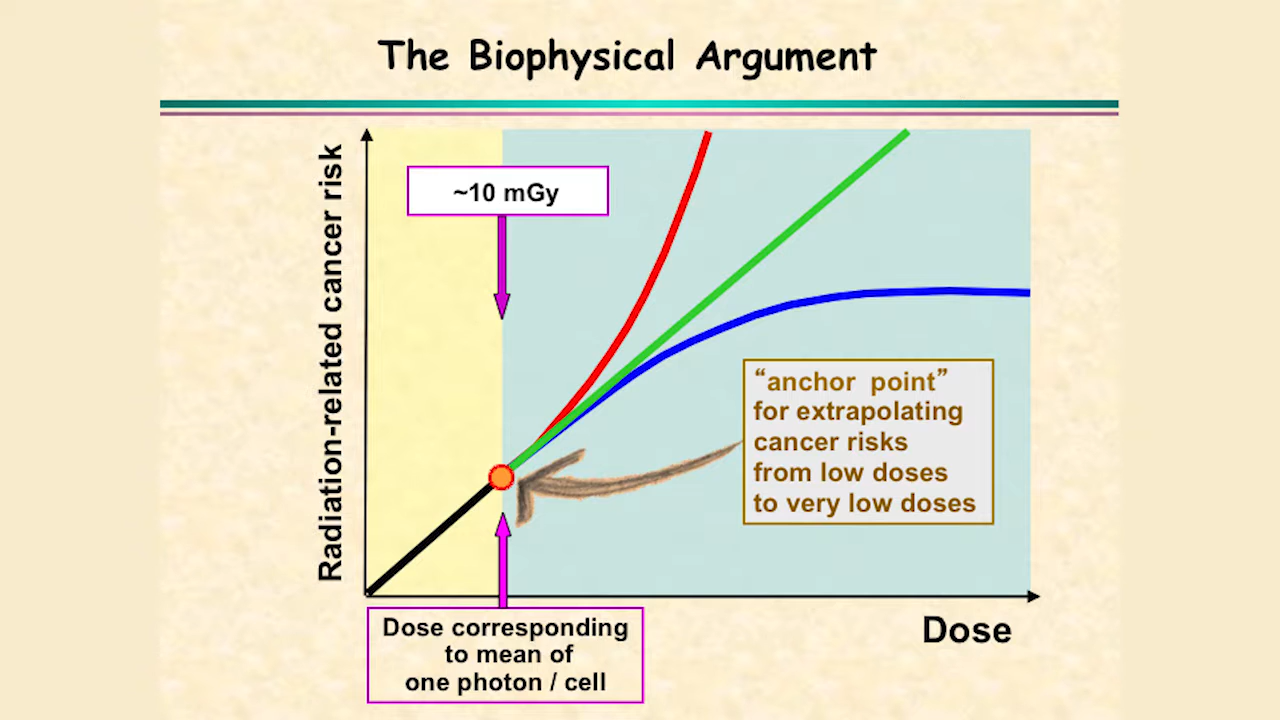 The Biophysical Argument
Radiation-related cancer risk
~10 mGy
“anchor point”
for extrapolating
cancer risks
from low doses
to very low doses
Dose
Dose corresponding
to mean of
one photon / cell